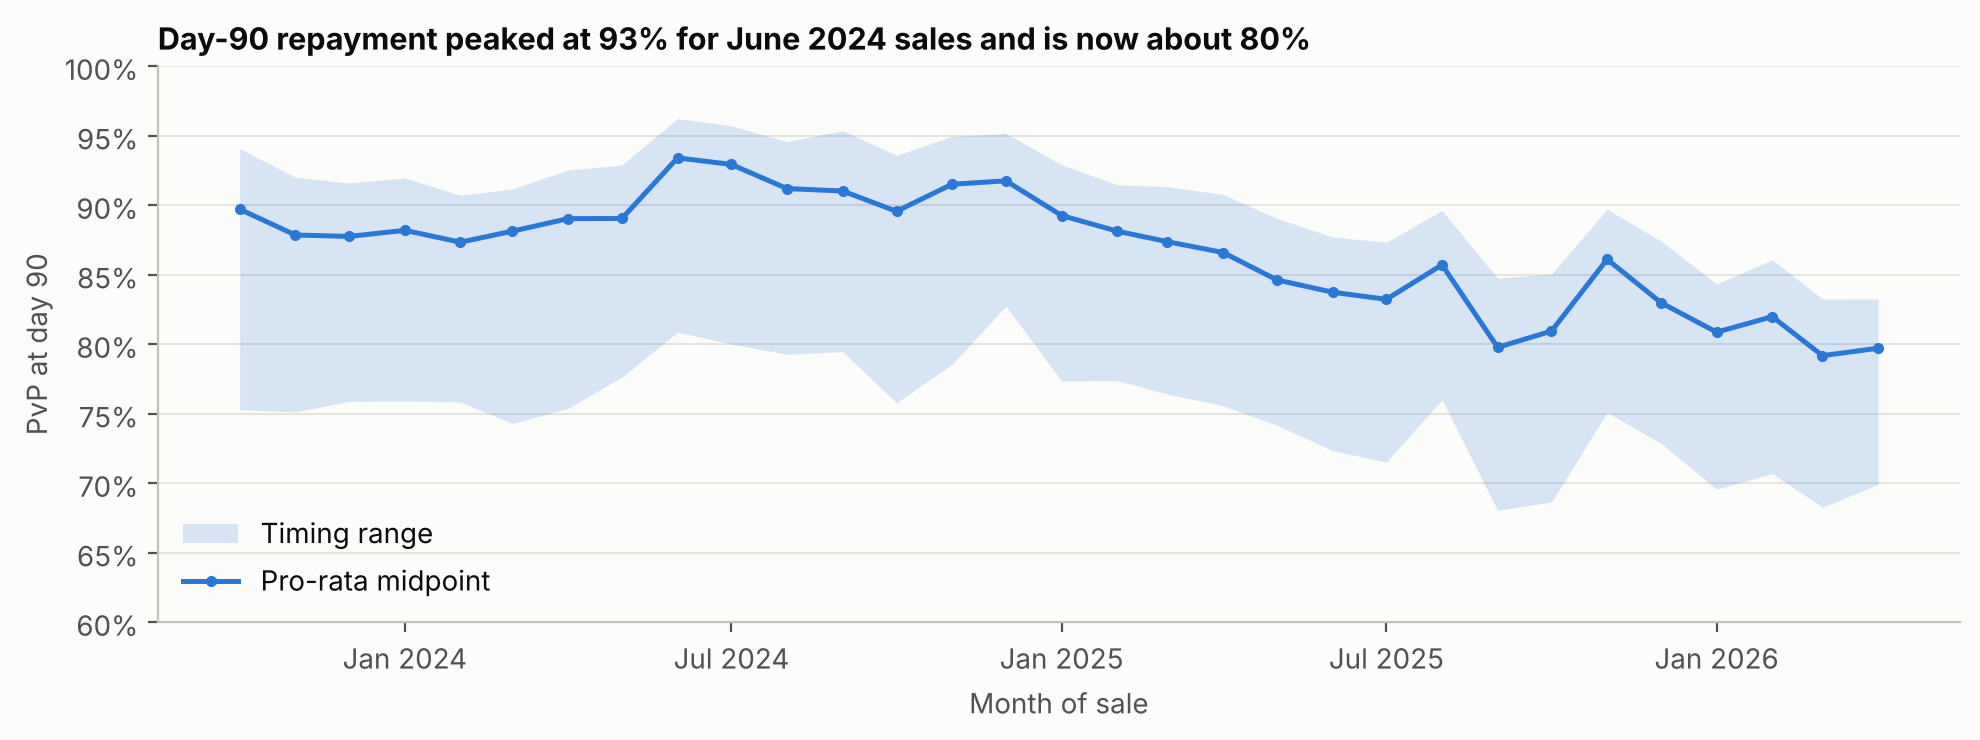 Day-90 repayment peaked at 93% for June 2024 sales and is now about 80%
100%
95%
90%
85%
80%
75%
70%
65%
60%
PvP at day 90
Timing range
Pro-rata midpoint
Jan 2024
Jul 2024
Jan 2025
Jul 2025
Jan 2026
Month of sale